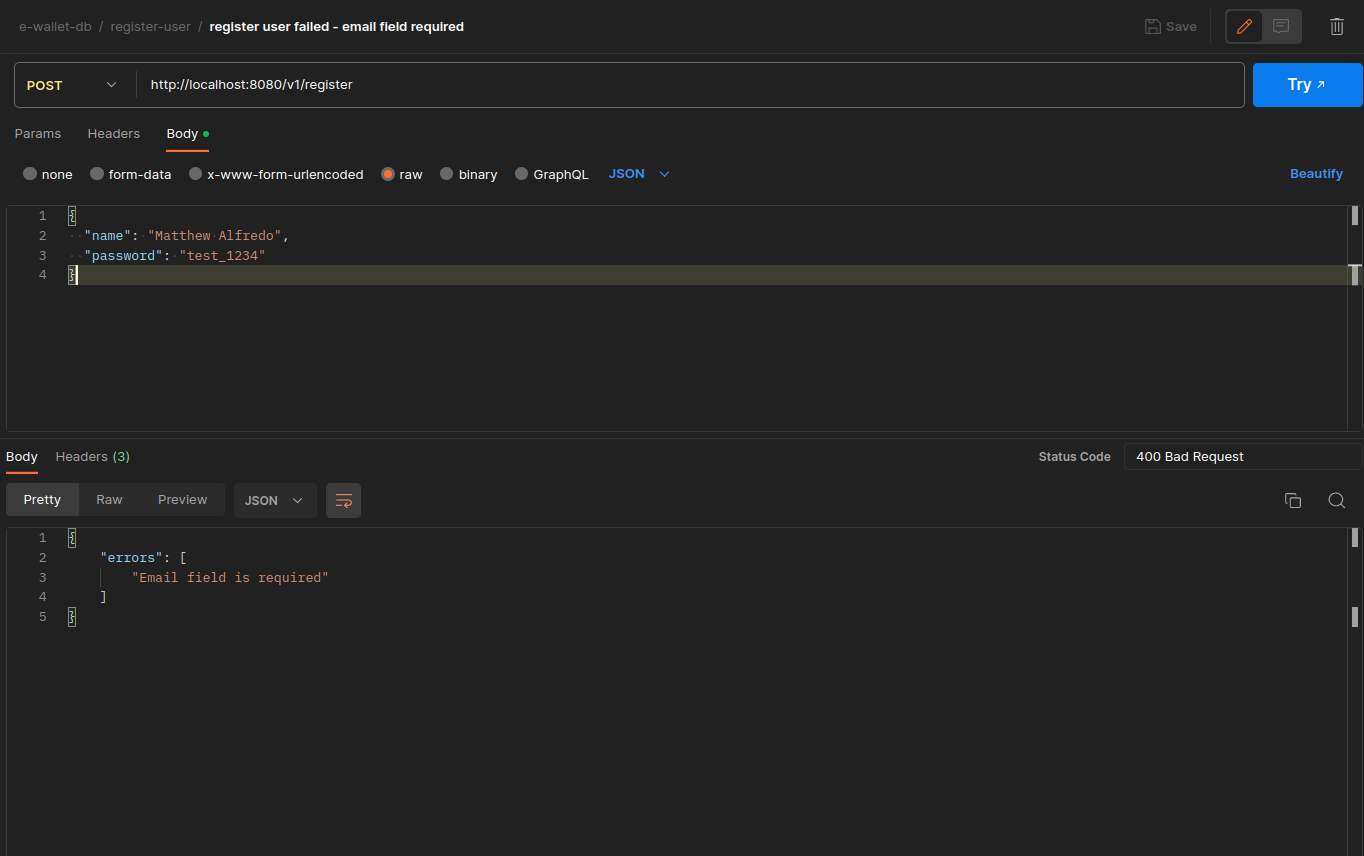 e-wallet-db / register-user / register user failed - email field required Save
POST http://localhost:8080/v1/register Try ↗
Params Headers Body
none form-data x-www-form-urlencoded raw binary GraphQL JSON Beautify
1 {
2 ··"name":·"Matthew·Alfredo",
3 ··"password":·"test_1234"
4 }
Body Headers (3) Status Code 400 Bad Request
Pretty Raw Preview JSON
1 {
2 "errors": [
3 "Email field is required"
4 ]
5 }